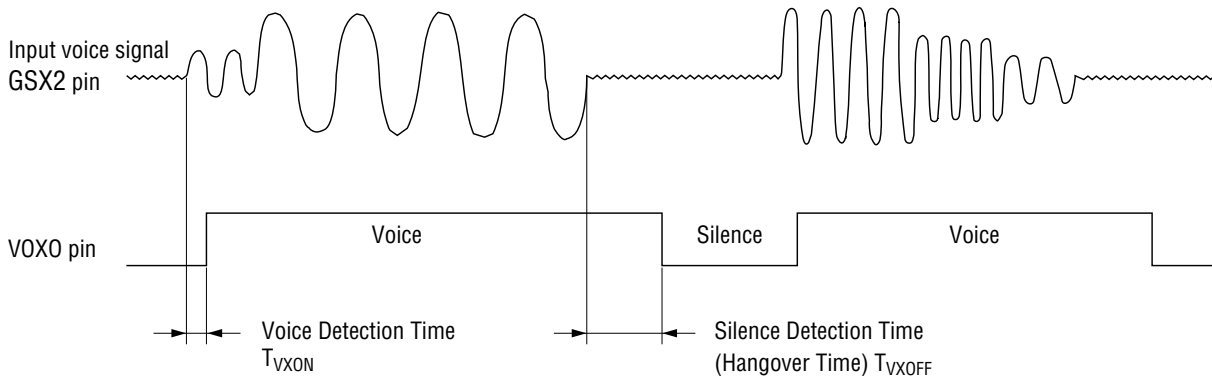 Input voice signal
GSX2 pin
VOXO pin
Voice
Silence
Voice
Voice Detection Time
TVXON
Silence Detection Time
(Hangover Time) TVXOFF